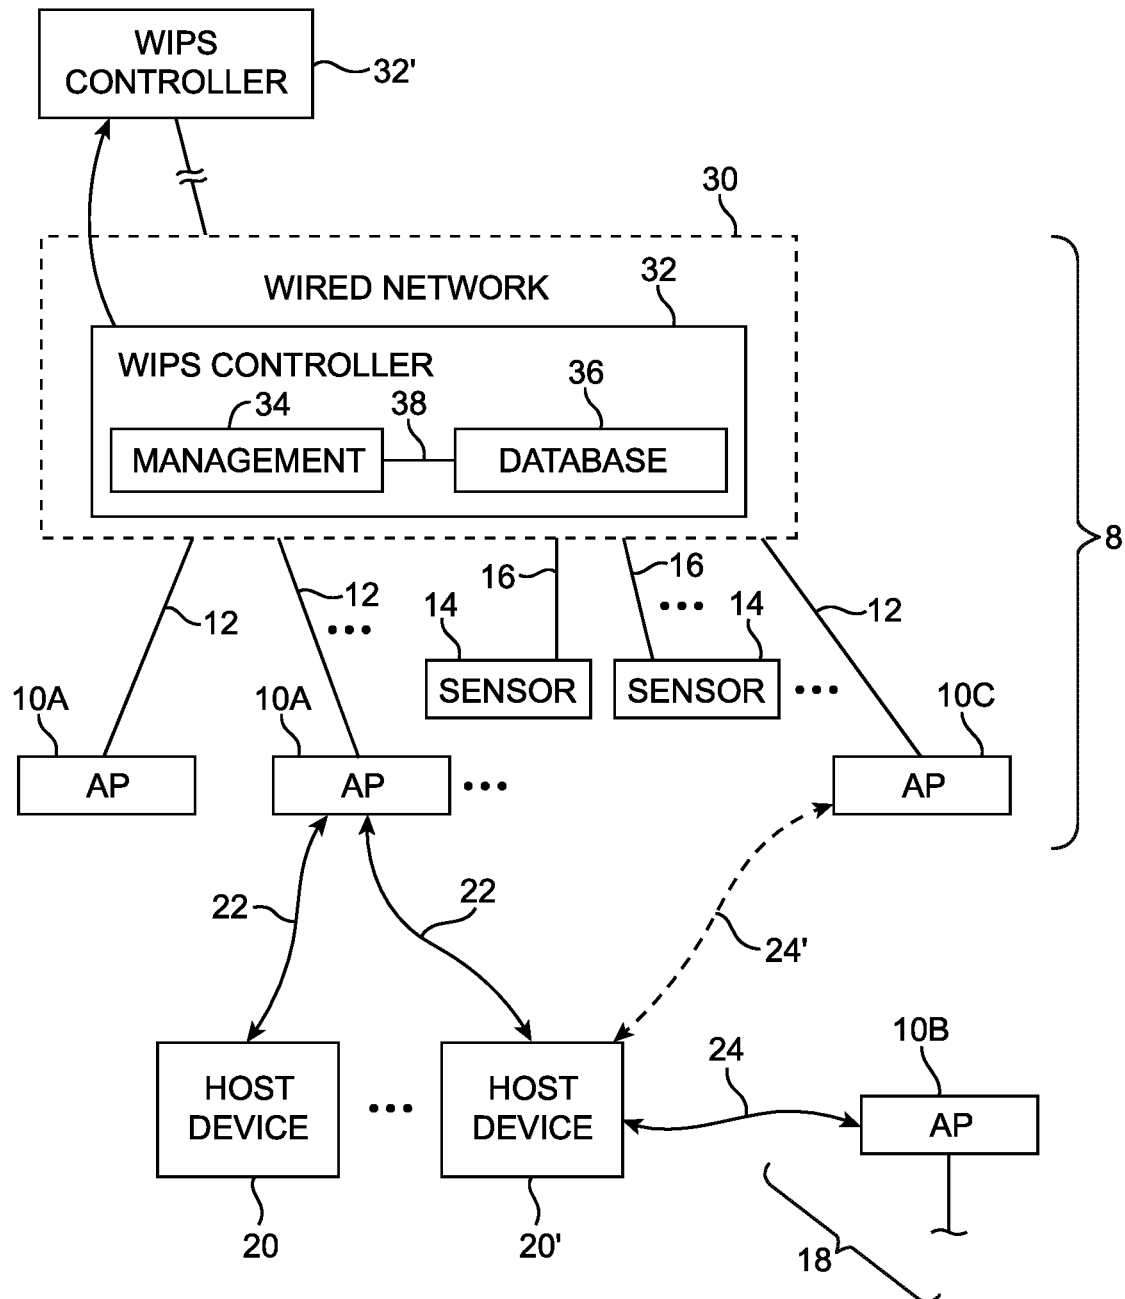 WIPS
CONTROLLER
32'
30
WIRED NETWORK
32
WIPS CONTROLLER
34
38
36
MANAGEMENT
DATABASE
8
12
12
16
16
12
14
14
SENSOR
SENSOR
10A
10A
10C
AP
AP
AP
22
22
24'
24
10B
HOST
DEVICE
HOST
DEVICE
AP
20
20'
18